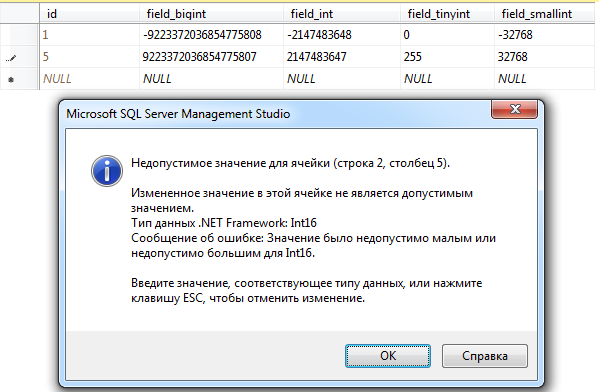 id field_bigint field_int field_tinyint field_smallint
1 -9223372036854775808 -2147483648 0 -32768
5 9223372036854775807 2147483647 255 32768
NULL NULL NULL NULL NULL
Microsoft SQL Server Management Studio
Недопустимое значение для ячейки (строка 2, столбец 5).
Измененное значение в этой ячейке не является допустимым
значением.
Тип данных .NET Framework: Int16
Сообщение об ошибке: Значение было недопустимо малым или
недопустимо большим для Int16.
Введите значение, соответствующее типу данных, или нажмите
клавишу ESC, чтобы отменить изменение.
ОК Справка